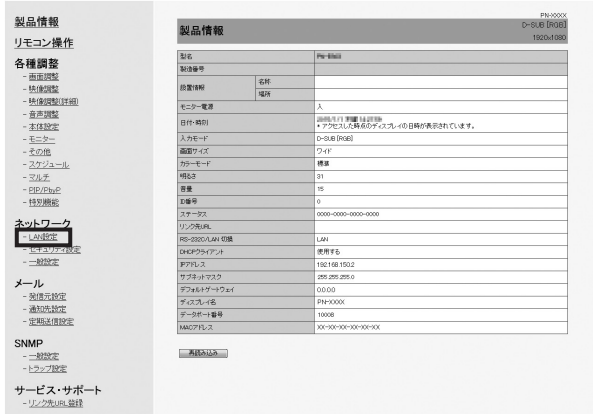 製品情報
リモコン操作
各種調整
- 画面調整
- 映像調整
- 映像調整(詳細)
- 音声調整
- 本体設定
- モニター
- その他
- スケジュール
- マルチ
- PIP/PbyP
- 特別機能
ネットワーク
- LAN設定
- セキュリティ設定
- 一般設定
メール
- 発信元設定
- 通知先設定
- 定期送信設定
SNMP
- 一般設定
- トラップ設定
サービス・サポート
- リンク先URL登録
PN-XXXX
製品情報
D-SUB [RGB]
1920x1080
型名
製造番号
設置情報 名称
場所
モニター電源 入
日付・時刻
* アクセスした時点のディスプレイの日時が表示されています。
入力モード D-SUB [RGB]
画面サイズ ワイド
カラーモード 標準
明るさ 31
音量 15
ID番号 0
ステータス 0000-0000-0000-0000
リンク先URL
RS-232C/LAN 切換 LAN
DHCPクライアント 使用する
IPアドレス 192.168.150.2
サブネットマスク 255.255.255.0
デフォルトゲートウェイ 0.0.0.0
ディスプレイ名 PN-XXXX
データポート番号 10008
MACアドレス XX-XX-XX-XX-XX-XX
再読み込み